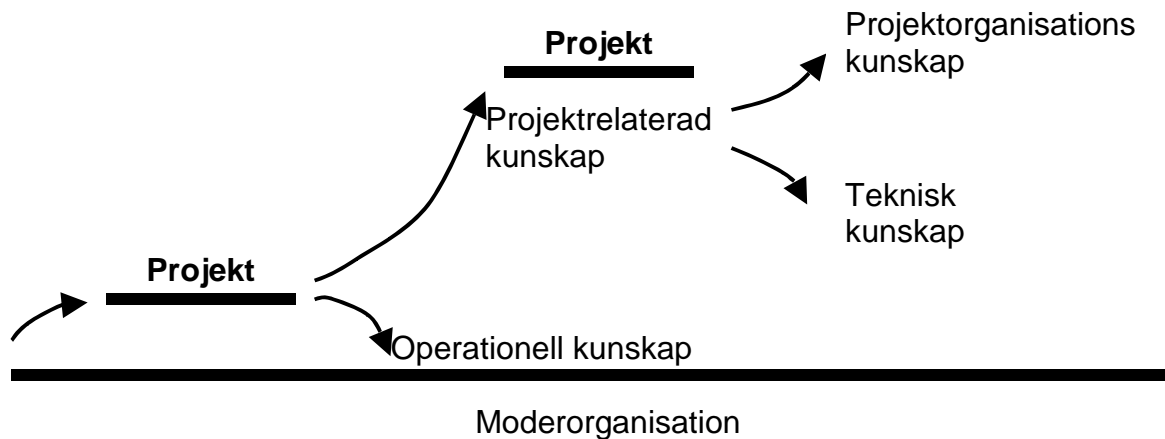 Projektorganisations
kunskap
Projekt
Projektrelaterad
kunskap
Teknisk
kunskap
Projekt
Operationell kunskap
Moderorganisation